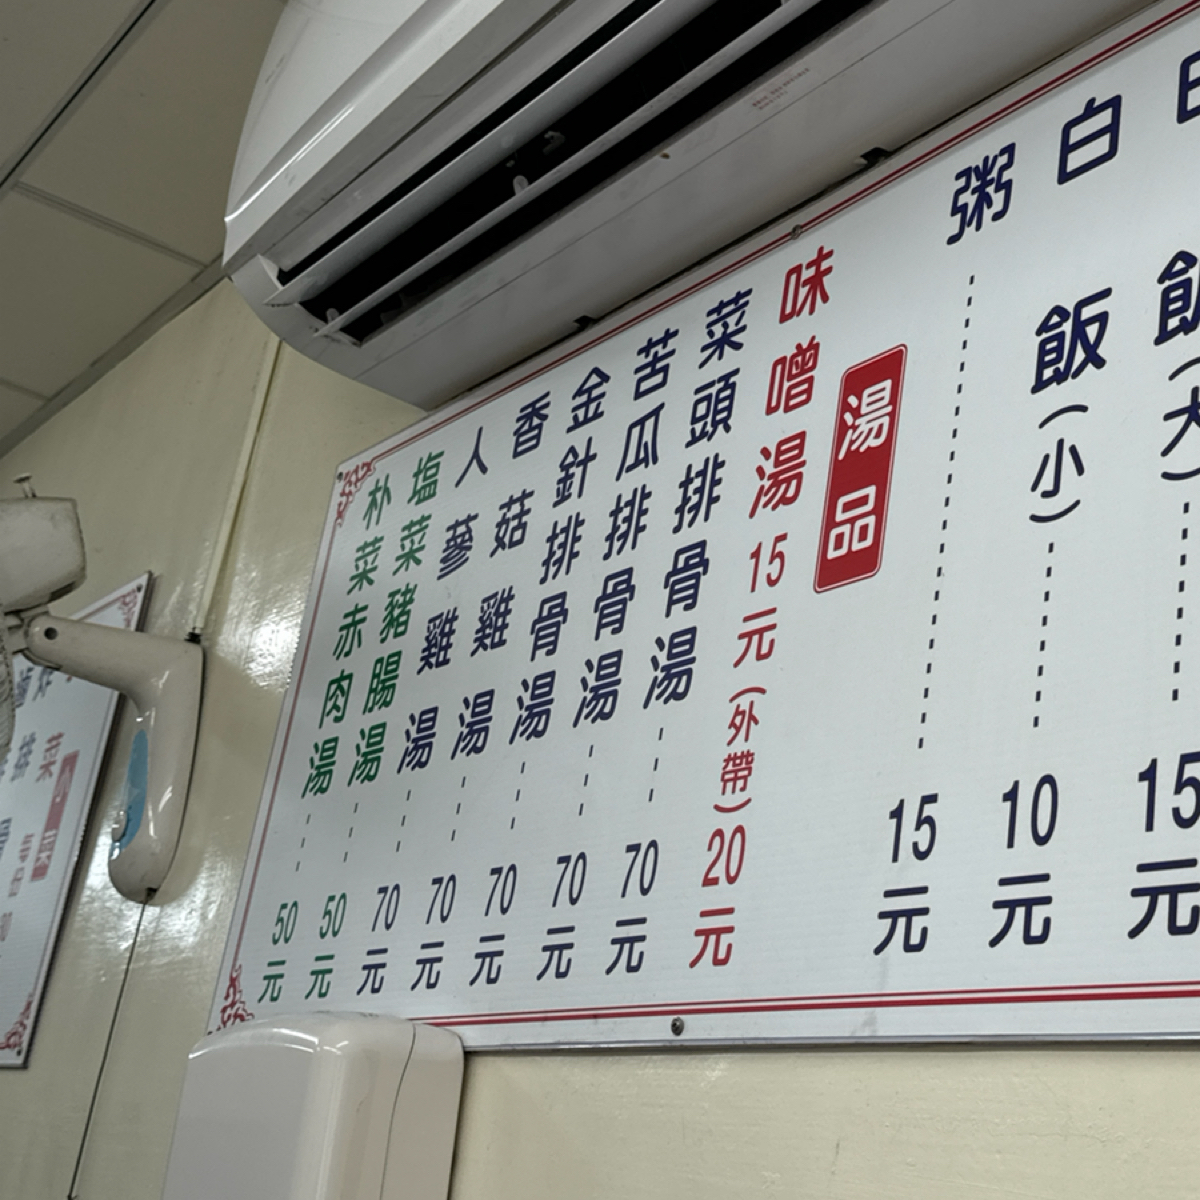 白飯(大)15元
白飯(小)10元
粥15元
湯品
味噌湯15元(外帶)20元
菜頭排骨湯70元
苦瓜排骨湯70元
金針排骨湯70元
香菇雞湯70元
人蔘雞湯70元
塩菜豬腸湯50元
朴菜赤肉湯50元